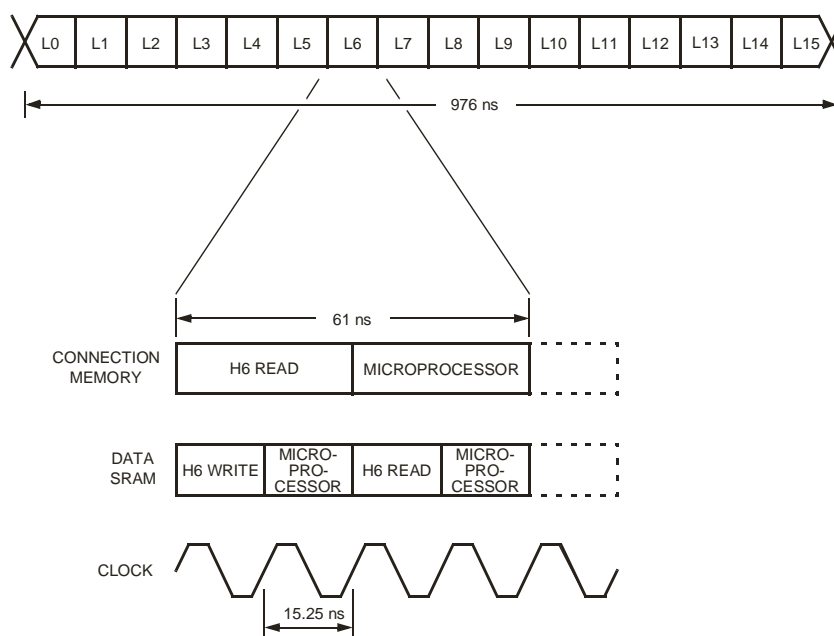 L0 L1 L2 L3 L4 L5 L6 L7 L8 L9 L10 L11 L12 L13 L14 L15
976 ns
61 ns
CONNECTION
MEMORY
H6 READ
MICROPROCESSOR
DATA
SRAM
H6 WRITE
MICRO-
PRO-
CESSOR
H6 READ
MICRO-
PRO-
CESSOR
CLOCK
15.25 ns